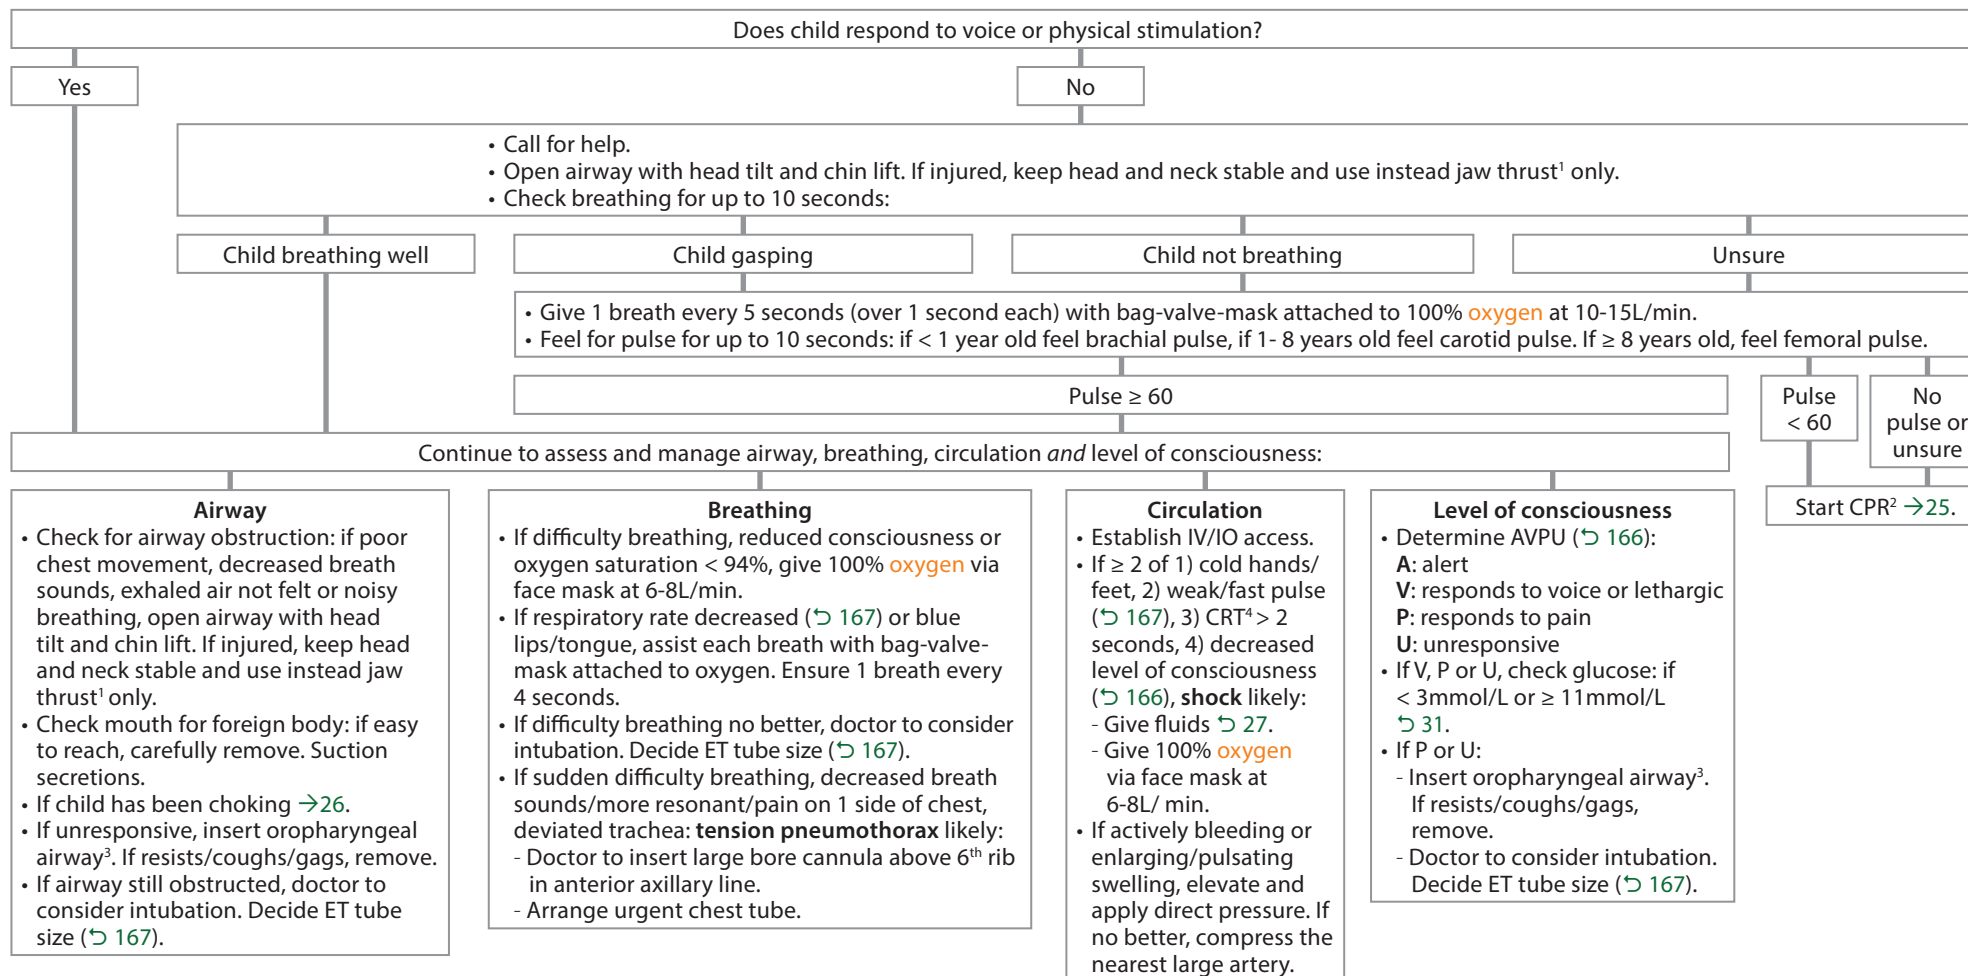 Does child respond to voice or physical stimulation?
Yes
No
• Call for help.
• Open airway with head tilt and chin lift. If injured, keep head and neck stable and use instead jaw thrust¹ only.
• Check breathing for up to 10 seconds:
Child breathing well
Child gasping
Child not breathing
Unsure
• Give 1 breath every 5 seconds (over 1 second each) with bag-valve-mask attached to 100% oxygen at 10-15L/min.
• Feel for pulse for up to 10 seconds: if < 1 year old feel brachial pulse, if 1- 8 years old feel carotid pulse. If ≥ 8 years old, feel femoral pulse.
Pulse ≥ 60
Pulse
< 60
No
pulse or
unsure
Continue to assess and manage airway, breathing, circulation and level of consciousness:
Start CPR² →25.
Airway
• Check for airway obstruction: if poor
chest movement, decreased breath
sounds, exhaled air not felt or noisy
breathing, open airway with head
tilt and chin lift. If injured, keep head
and neck stable and use instead jaw
thrust¹ only.
• Check mouth for foreign body: if easy
to reach, carefully remove. Suction
secretions.
• If child has been choking →26.
• If unresponsive, insert oropharyngeal
airway³. If resists/coughs/gags, remove.
• If airway still obstructed, doctor to
consider intubation. Decide ET tube
size (⮌ 167).
Breathing
• If difficulty breathing, reduced consciousness or
oxygen saturation < 94%, give 100% oxygen via
face mask at 6-8L/min.
• If respiratory rate decreased (⮌ 167) or blue
lips/tongue, assist each breath with bag-valve-
mask attached to oxygen. Ensure 1 breath every
4 seconds.
• If difficulty breathing no better, doctor to consider
intubation. Decide ET tube size (⮌ 167).
• If sudden difficulty breathing, decreased breath
sounds/more resonant/pain on 1 side of chest,
deviated trachea: tension pneumothorax likely:
- Doctor to insert large bore cannula above 6th rib
in anterior axillary line.
- Arrange urgent chest tube.
Circulation
• Establish IV/IO access.
• If ≥ 2 of 1) cold hands/
feet, 2) weak/fast pulse
(⮌ 167), 3) CRT⁴ > 2
seconds, 4) decreased
level of consciousness
(⮌ 166), shock likely:
- Give fluids ⮌ 27.
- Give 100% oxygen
via face mask at
6-8L/ min.
• If actively bleeding or
enlarging/pulsating
swelling, elevate and
apply direct pressure. If
no better, compress the
nearest large artery.
Level of consciousness
• Determine AVPU (⮌ 166):
A: alert
V: responds to voice or lethargic
P: responds to pain
U: unresponsive
• If V, P or U, check glucose: if
< 3mmol/L or ≥ 11mmol/L
⮌ 31.
• If P or U:
- Insert oropharyngeal airway³.
If resists/coughs/gags,
remove.
- Doctor to consider intubation.
Decide ET tube size (⮌ 167).